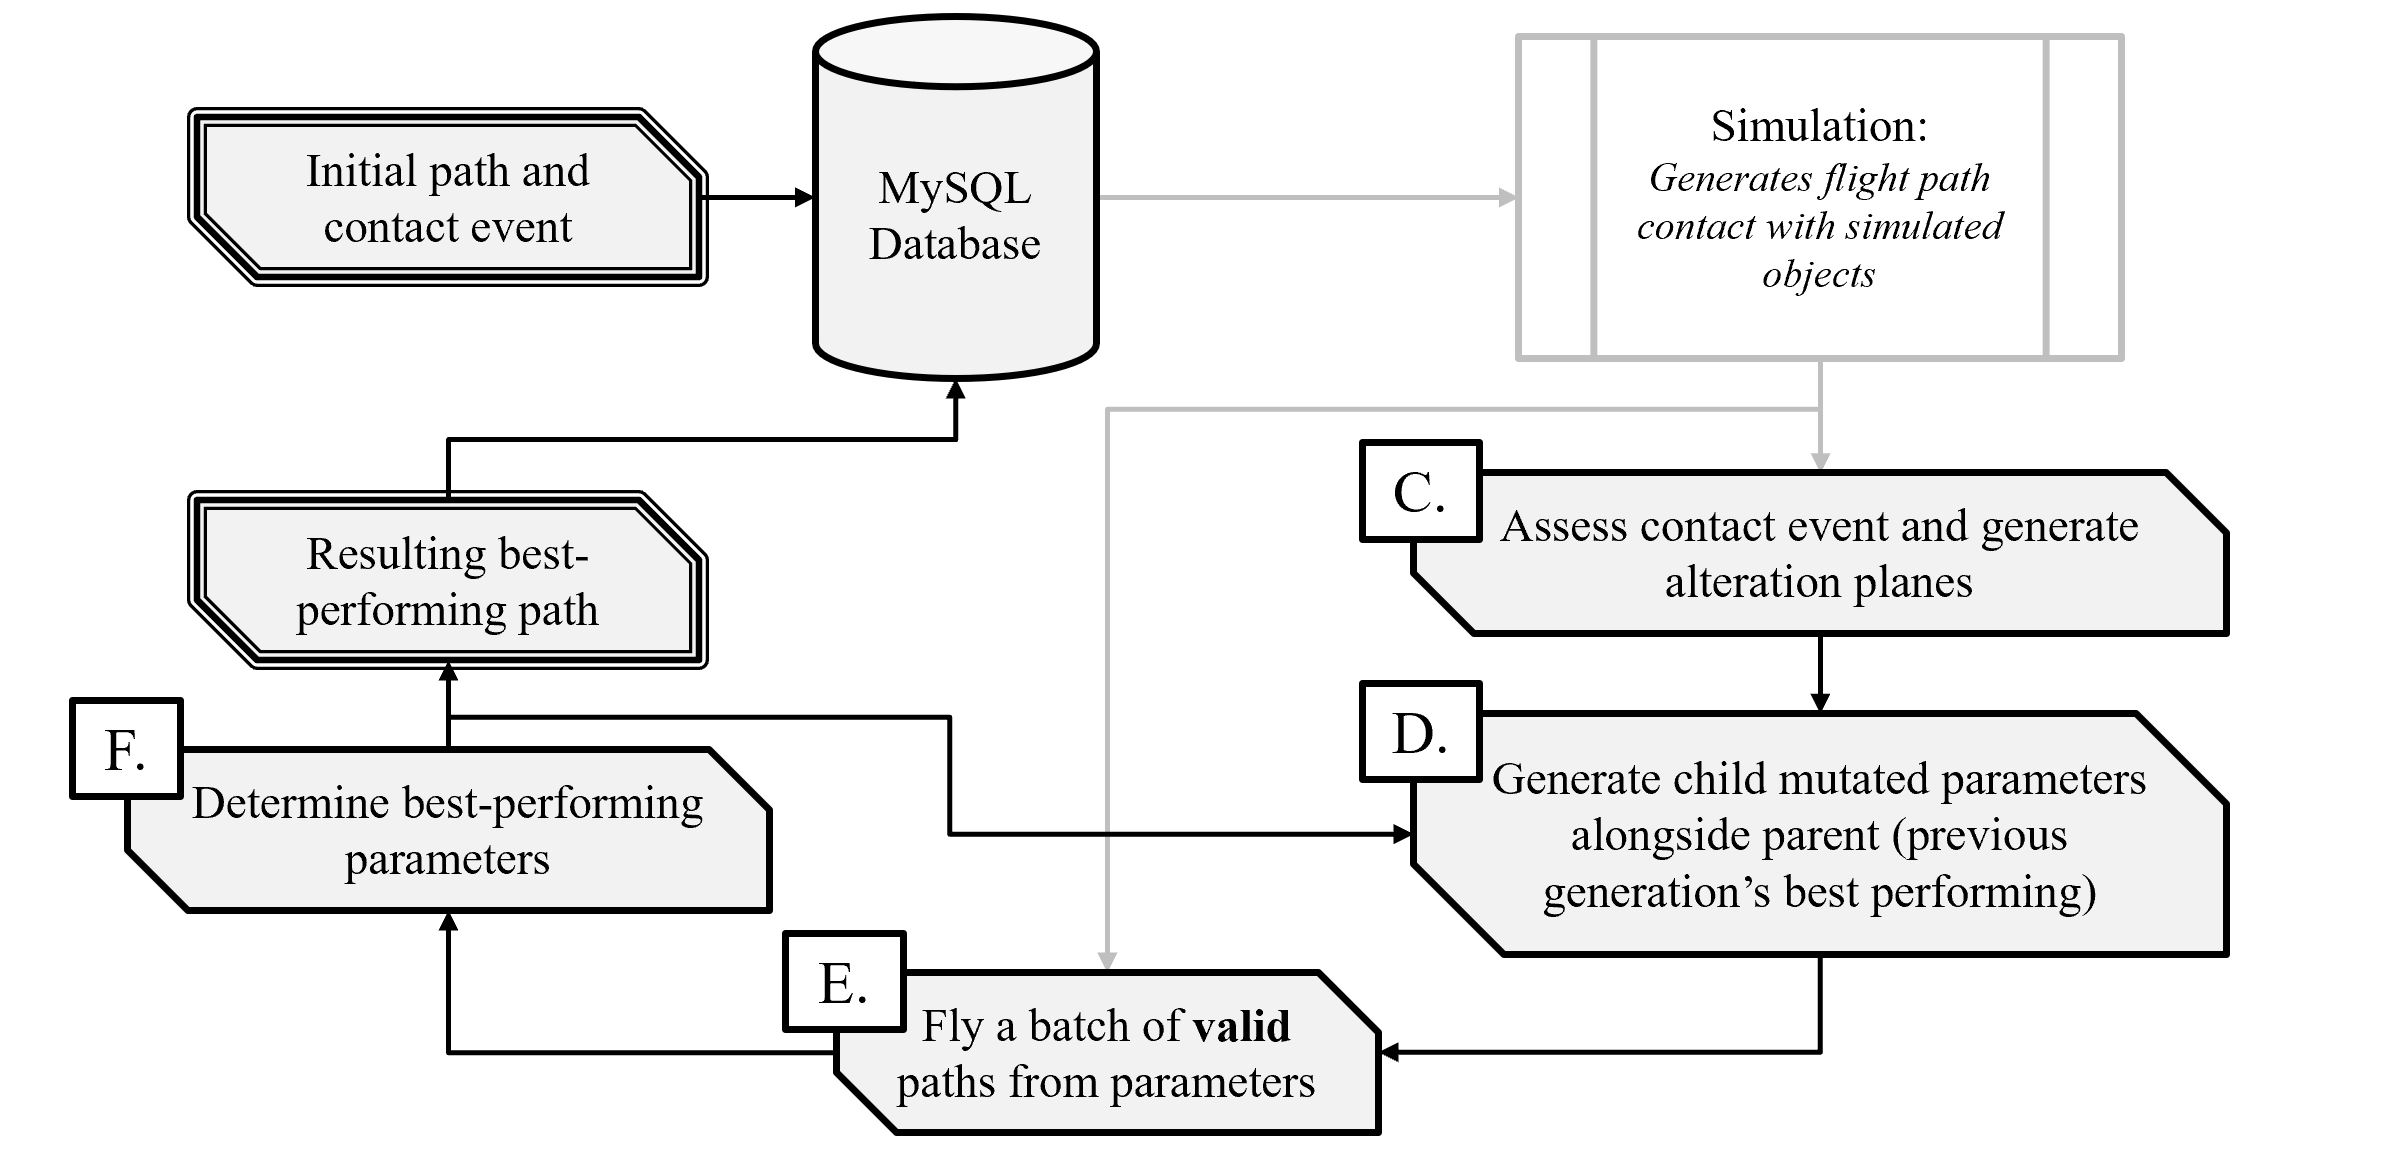 Initial path and
contact event
MySQL
Database
Simulation:
Generates flight path
contact with simulated
objects
C.
Assess contact event and generate
alteration planes
D.
Generate child mutated parameters
alongside parent (previous
generation’s best performing)
E.
Fly a batch of valid
paths from parameters
F.
Determine best-performing
parameters
Resulting best-
performing path